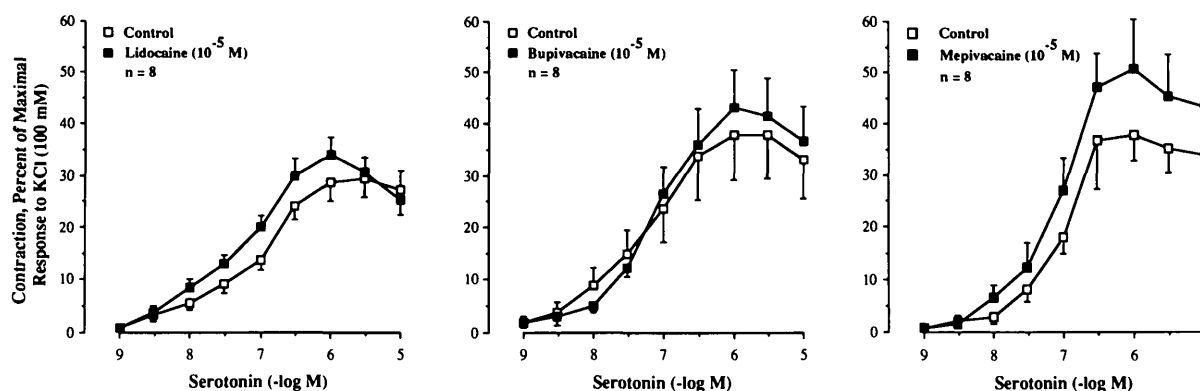 Contraction, Percent of Maximal
Response to KCl (100 mM)
60
50
40
30
20
10
0
Control
Lidocaine (10-5 M)
n = 8
9
8
7
6
5
Serotonin (-log M)
60
50
40
30
20
10
0
Control
Bupivacaine (10-5 M)
n = 8
9
8
7
6
5
Serotonin (-log M)
60
50
40
30
20
10
0
Control
Mepivacaine (10-5 M)
n = 8
9
8
7
6
Serotonin (-log M)